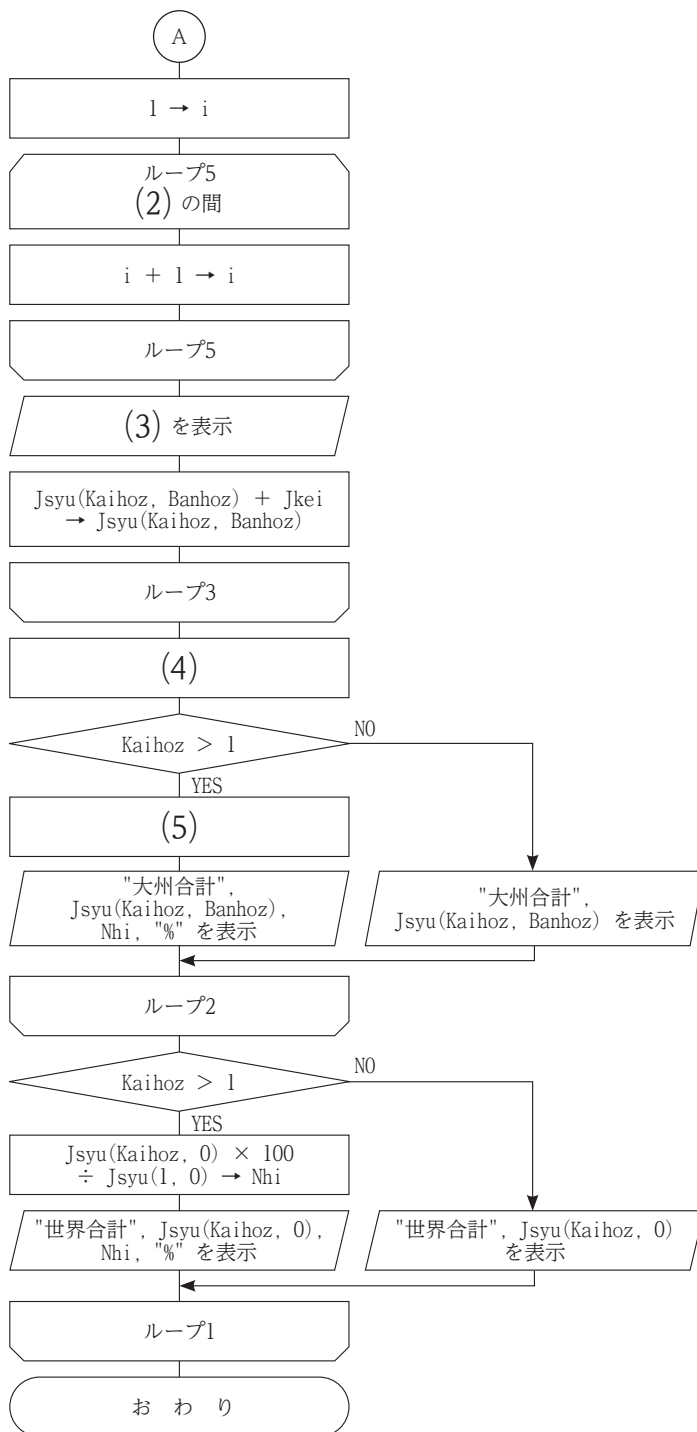 A
1 → i
ループ5
(2) の間
i + 1 → i
ループ5
(3) を表示
Jsyu(Kaihoz, Banhoz) + Jkei
→ Jsyu(Kaihoz, Banhoz)
ループ3
(4)
Kaihoz > 1
NO
YES
(5)
"大州合計",
Jsyu(Kaihoz, Banhoz),
Nhi, "%" を表示
"大州合計",
Jsyu(Kaihoz, Banhoz) を表示
ループ2
Kaihoz > 1
NO
YES
Jsyu(Kaihoz, 0) × 100
÷ Jsyu(1, 0) → Nhi
"世界合計", Jsyu(Kaihoz, 0),
Nhi, "%" を表示
"世界合計", Jsyu(Kaihoz, 0)
を表示
ループ1
お わ り